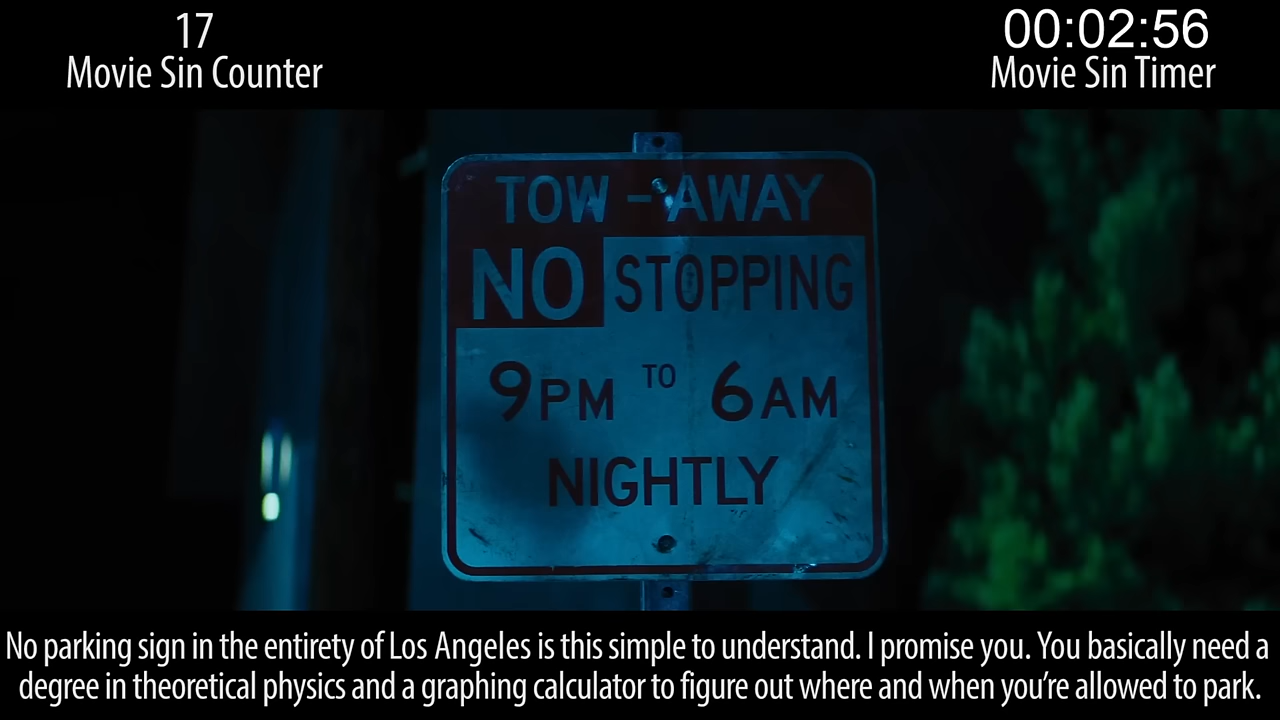 17
Movie Sin Counter
00:02:56
Movie Sin Timer
TOW-AWAY
NO STOPPING
9PM TO 6AM
NIGHTLY
No parking sign in the entirety of Los Angeles is this simple to understand. I promise you. You basically need a
degree in theoretical physics and a graphing calculator to figure out where and when you're allowed to park.